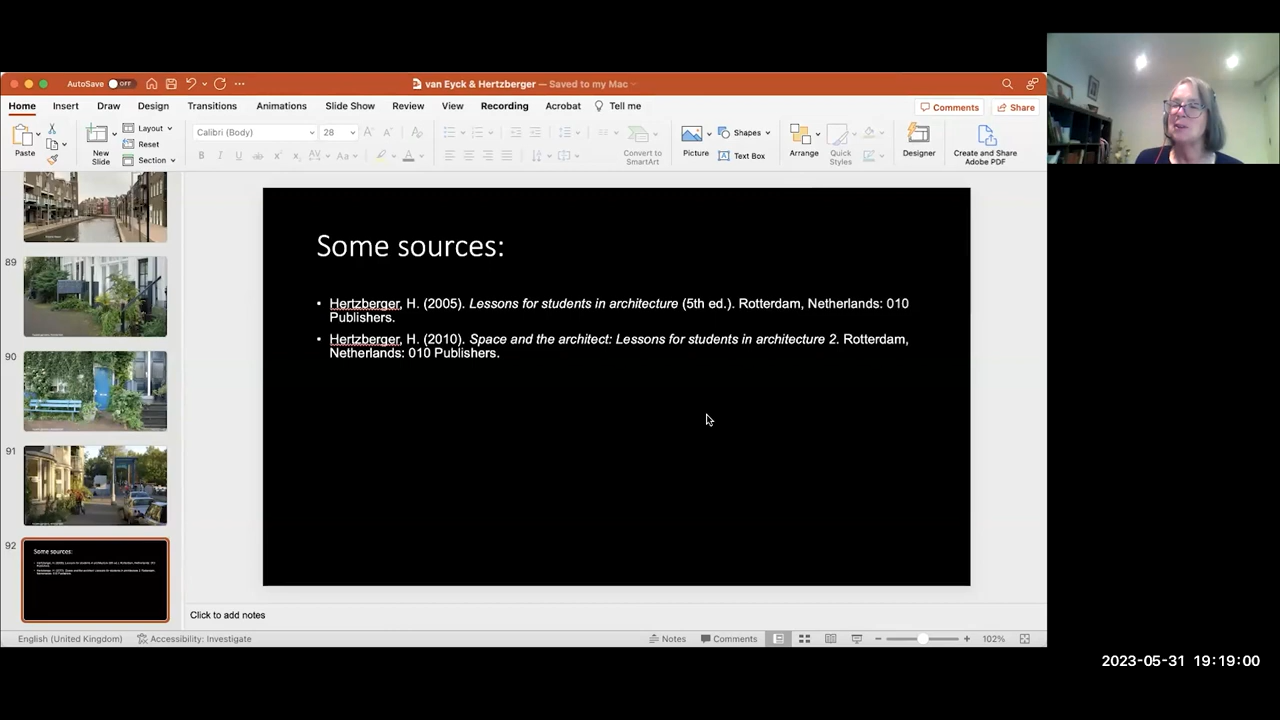 AutoSave OFF
van Eyck & Hertzberger — Saved to my Mac
Home Insert Draw Design Transitions Animations Slide Show Review View Recording Acrobat Tell me
Comments Share
Paste
New
Slide
Layout
Reset
Section
Calibri (Body) 28
Convert to
SmartArt
Picture
Shapes
Text Box
Arrange
Quick
Styles
Designer
Create and Share
Adobe PDF
89
90
91
92
Some sources:
Some sources:
• Hertzberger, H. (2005). Lessons for students in architecture (5th ed.). Rotterdam, Netherlands: 010
Publishers.
• Hertzberger, H. (2010). Space and the architect: Lessons for students in architecture 2. Rotterdam,
Netherlands: 010 Publishers.
Click to add notes
English (United Kingdom) Accessibility: Investigate
Notes Comments 102%
2023-05-31 19:19:00